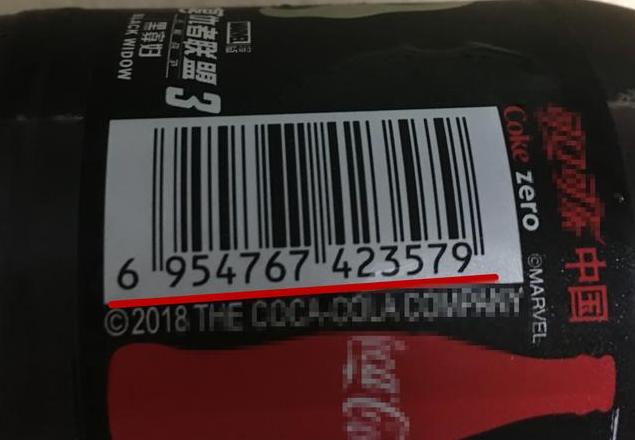 复仇者联盟 3
黑寡妇
BLACK WIDOW
MARVEL
6 954767 423579
Coke zero
©MARVEL
中国
©2018 THE COCA-COLA COMPANY